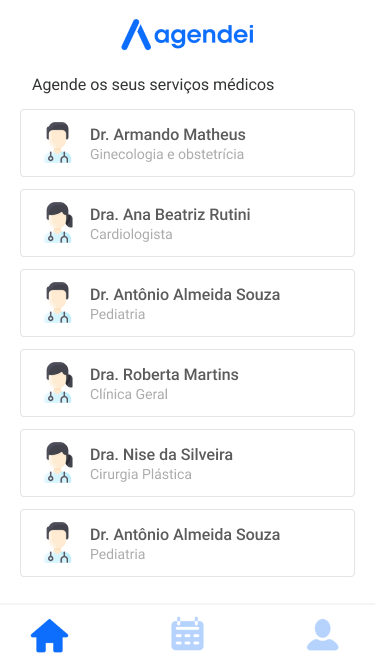 agendei
Agende os seus serviços médicos
Dr. Armando Matheus
Ginecologia e obstetrícia
Dra. Ana Beatriz Rutini
Cardiologista
Dr. Antônio Almeida Souza
Pediatria
Dra. Roberta Martins
Clínica Geral
Dra. Nise da Silveira
Cirurgia Plástica
Dr. Antônio Almeida Souza
Pediatria